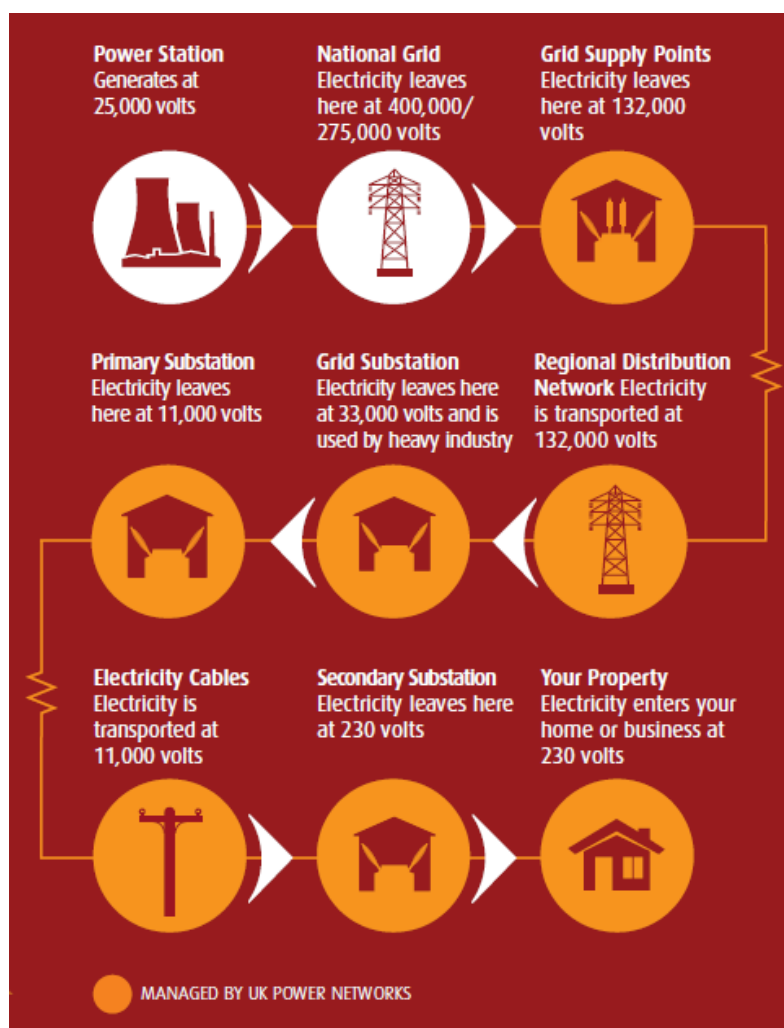 Power Station
Generates at
25,000 volts
National Grid
Electricity leaves
here at 400,000/
275,000 volts
Grid Supply Points
Electricity leaves
here at 132,000
volts
Primary Substation
Electricity leaves
here at 11,000 volts
Grid Substation
Electricity leaves here
at 33,000 volts and is
used by heavy industry
Regional Distribution
Network Electricity
is transported at
132,000 volts
Electricity Cables
Electricity is
transported at
11,000 volts
Secondary Substation
Electricity leaves here
at 230 volts
Your Property
Electricity enters your
home or business at
230 volts
MANAGED BY UK POWER NETWORKS